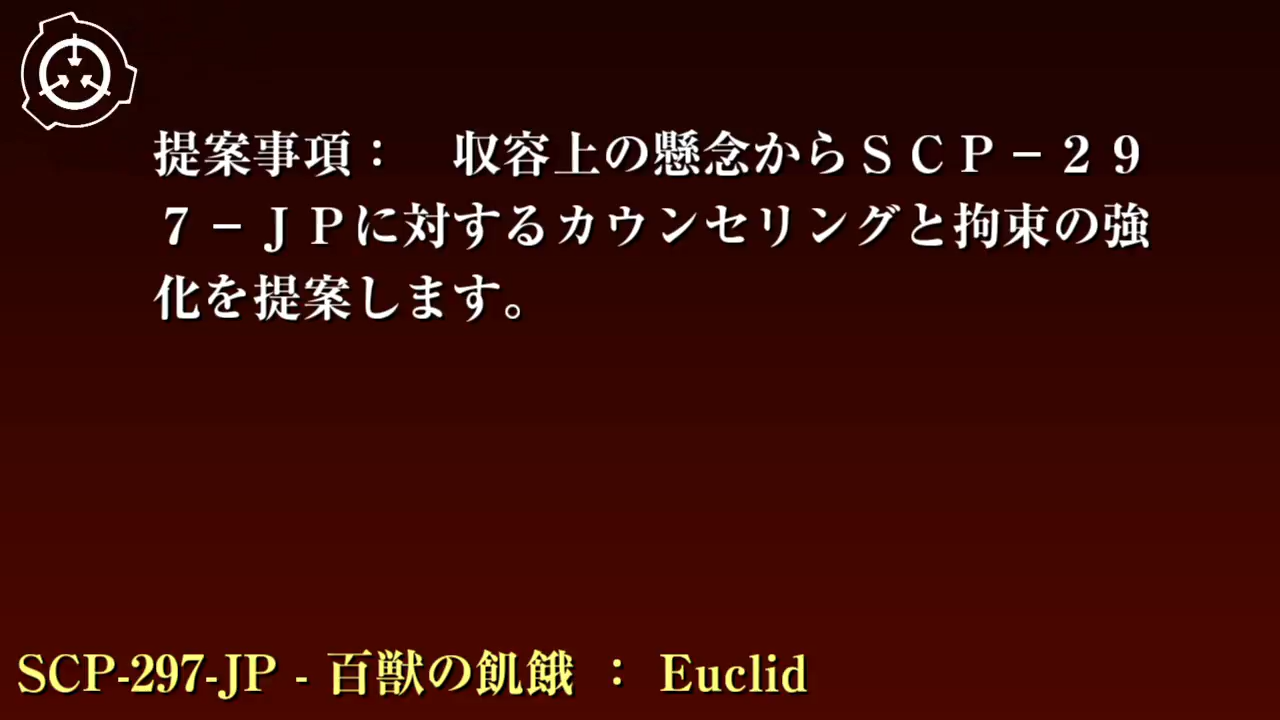 提案事項：　収容上の懸念からＳＣＰ－２９
７－ＪＰに対するカウンセリングと拘束の強
化を提案します。
SCP-297-JP - 百獣の飢餓 ： Euclid